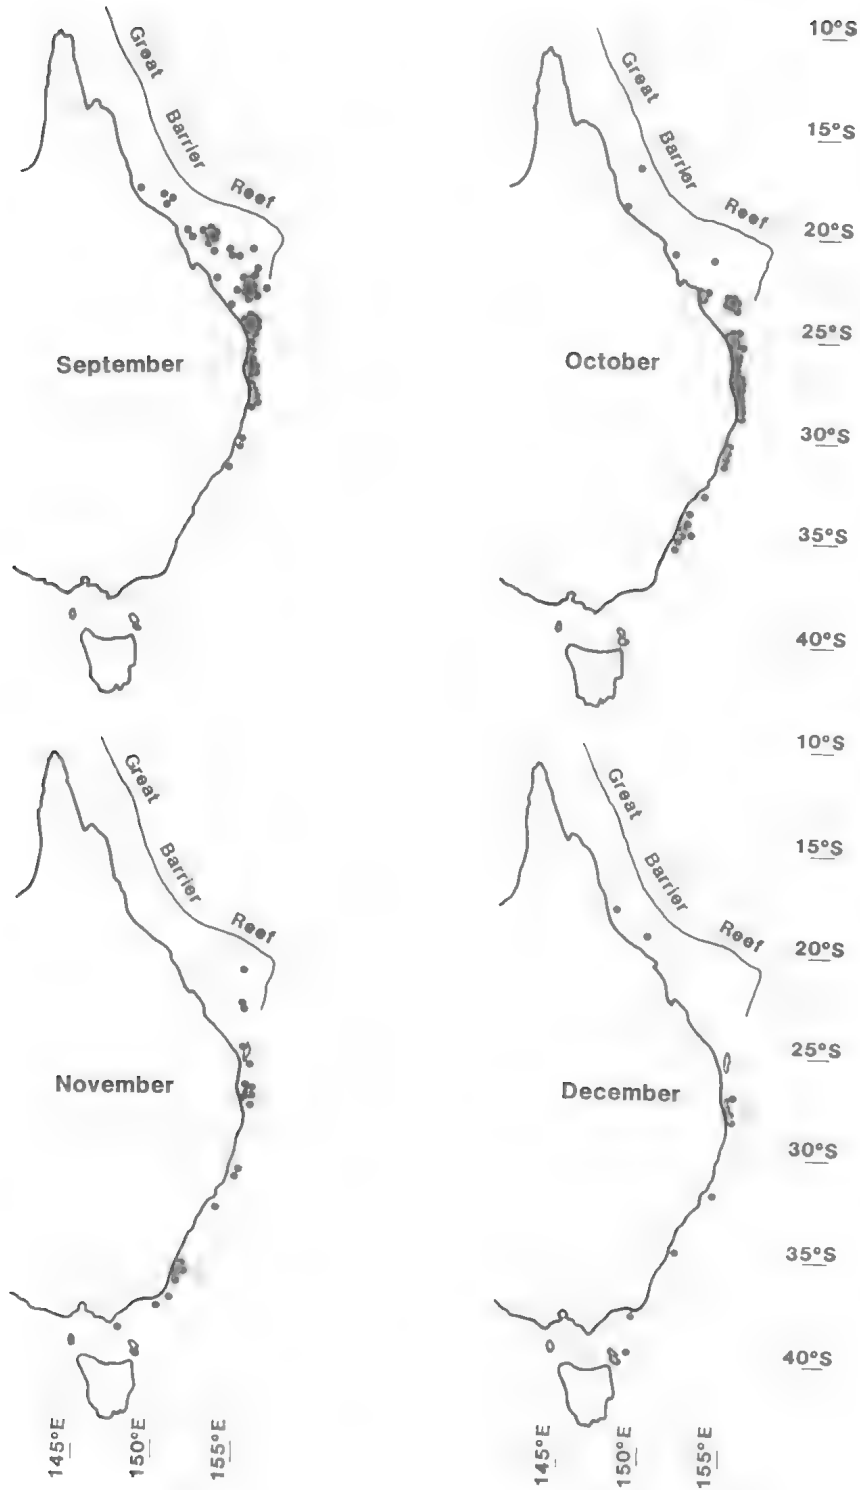 Great
Barrier
Reef
September
Great
Barrier
Reef
October
10°S
15°S
20°S
25°S
30°S
35°S
40°S
Great
Barrier
Reef
November
145°E
150°E
155°E
Great
Barrier
Reef
December
145°E
150°E
155°E
10°S
15°S
20°S
25°S
30°S
35°S
40°S